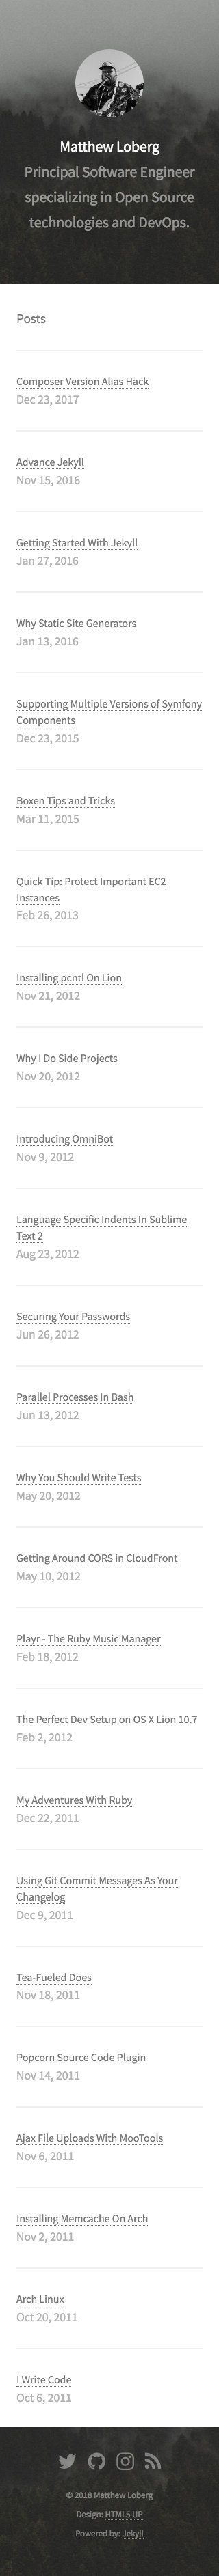 Matthew Loberg
Principal Software Engineer
specializing in Open Source
technologies and DevOps.
Posts
Composer Version Alias Hack
Dec 23, 2017
Advance Jekyll
Nov 15, 2016
Getting Started With Jekyll
Jan 27, 2016
Why Static Site Generators
Jan 13, 2016
Supporting Multiple Versions of Symfony
Components
Dec 23, 2015
Boxen Tips and Tricks
Mar 11, 2015
Quick Tip: Protect Important EC2
Instances
Feb 26, 2013
Installing pcntl On Lion
Nov 21, 2012
Why I Do Side Projects
Nov 20, 2012
Introducing OmniBot
Nov 9, 2012
Language Specific Indents In Sublime
Text 2
Aug 23, 2012
Securing Your Passwords
Jun 26, 2012
Parallel Processes In Bash
Jun 13, 2012
Why You Should Write Tests
May 20, 2012
Getting Around CORS in CloudFront
May 10, 2012
Playr - The Ruby Music Manager
Feb 18, 2012
The Perfect Dev Setup on OS X Lion 10.7
Feb 2, 2012
My Adventures With Ruby
Dec 22, 2011
Using Git Commit Messages As Your
Changelog
Dec 9, 2011
Tea-Fueled Does
Nov 18, 2011
Popcorn Source Code Plugin
Nov 14, 2011
Ajax File Uploads With MooTools
Nov 6, 2011
Installing Memcache On Arch
Nov 2, 2011
Arch Linux
Oct 20, 2011
I Write Code
Oct 6, 2011
© 2018 Matthew Loberg
Design: HTML5 UP
Powered by: Jekyll